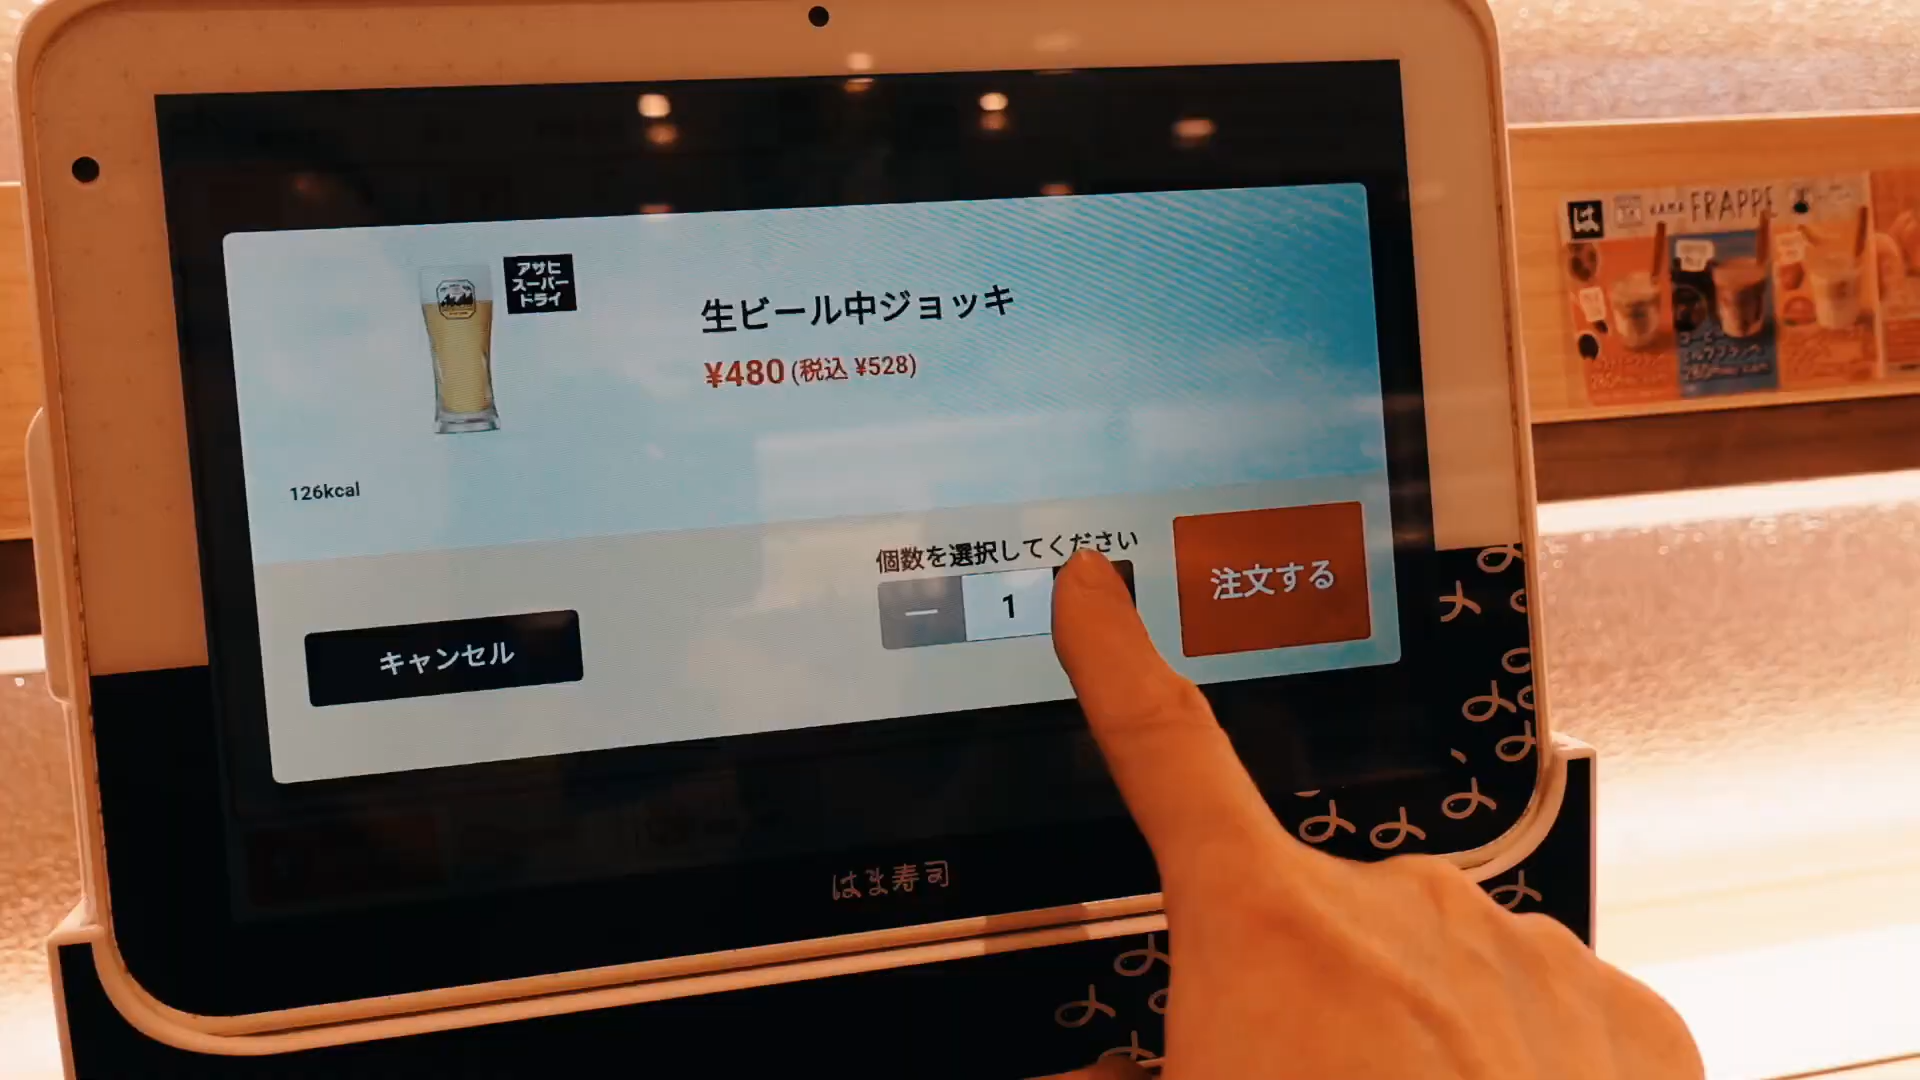 アサヒ
スーパー
ドライ
Asahi
生ビール中ジョッキ
¥480 (税込 ¥528)
126kcal
個数を選択してください
1
注文する
キャンセル
はま寿司
は
FRAPPE